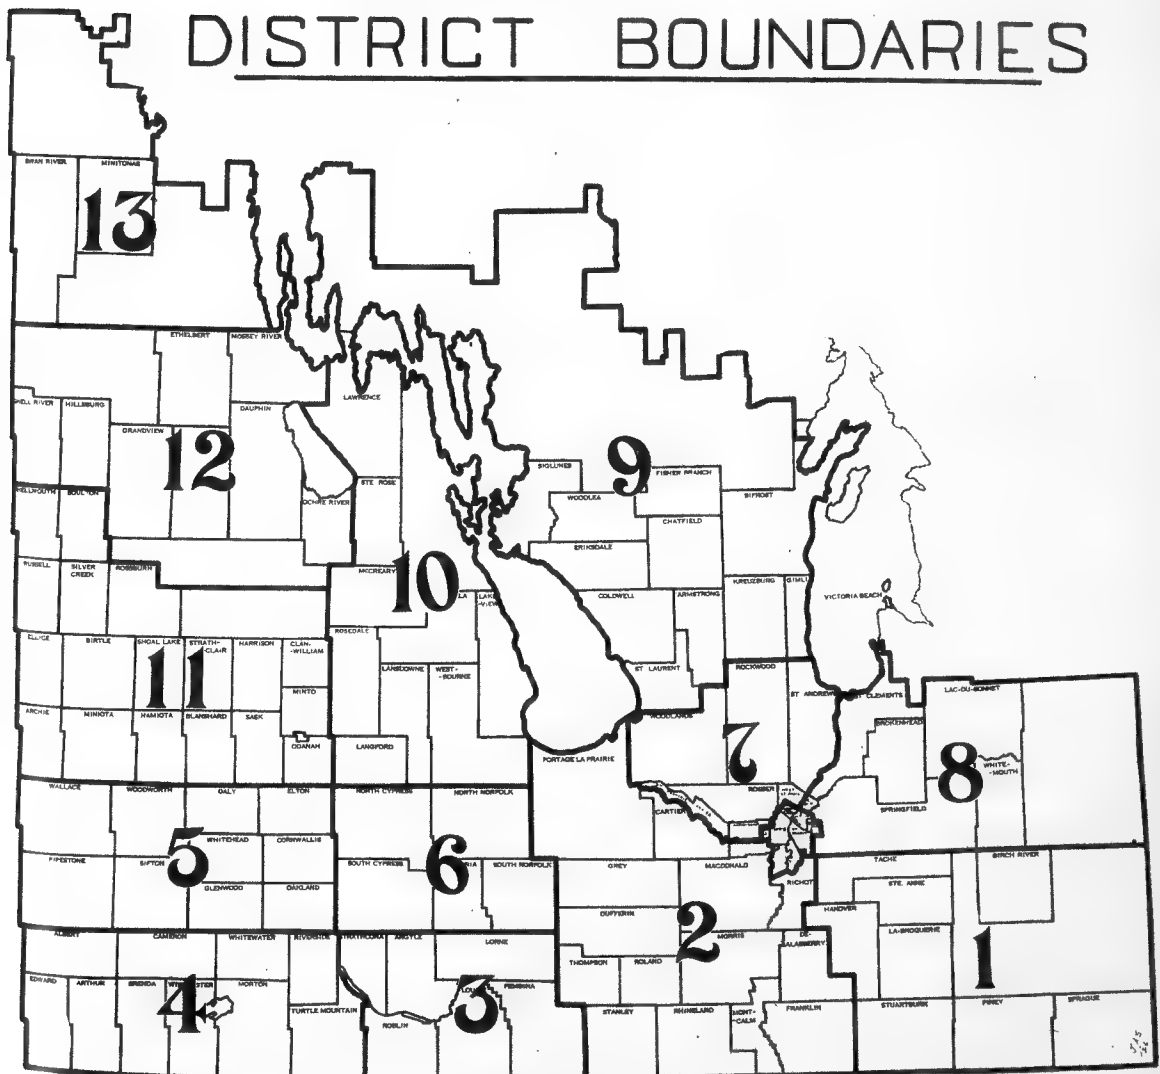 DISTRICT BOUNDARIES
SWAN RIVER
MINITONAS
13
ETHELBERT
MOSSEY RIVER
LAWRENCE
SHELL RIVER
HILLSBURG
DAUPHIN
GRANDVIEW
12
9
SIGLUNES
FISHER BRANCH
STE. ROSE
WOODLEA
BIFROST
BOULTON
OCHRE RIVER
CHATFIELD
ERIKSDALE
RUSSELL
SILVER
CREEK
ROSSBURN
McCREARY
10
LAKE
-VIEW
COLDWELL
ARMSTRONG
KREUZBURG
GIMLI
VICTORIA BEACH
ROSEDALE
ELLICE
BIRTLE
SHOAL LAKE
STRATH-
-CLAIR
HARRISON
CLAN-
-WILLIAM
11
LANSDOWNE
WEST-
-BOURNE
ST LAURENT
ROCKWOOD
MINTO
ST ANDREWS
ST CLEMENTS
LAC-DU-BONNET
ARCHIE
MINIOTA
HAMIOTA
BLANSHARD
SASK
WOODLANDS
BROKENHEAD
ODANAH
LANGFORD
PORTAGE LA PRAIRIE
7
8
WHITE-
-MOUTH
WALLACE
WOODWORTH
DALY
ELTON
NORTH CYPRESS
NORTH NORFOLK
ROSSER
CARTIER
SPRINGFIELD
5
WHITEHEAD
CORNWALLIS
6
PIPESTONE
SIFTON
SOUTH CYPRESS
SOUTH NORFOLK
GREY
MACDONALD
TACHE
BIRCH RIVER
GLENWOOD
OAKLAND
RICHOT
STE. ANNE
DUFFERIN
2
HANOVER
ALBERT
CAMERON
WHITEWATER
RIVERSIDE
STRATHCONA
ARGYLE
LORNE
MORRIS
DE-
SALABERRY
LA-BROQUERIE
1
THOMPSON
ROLAND
EDWARD
ARTHUR
BRENDA
MORTON
4
3
PEMBINA
TURTLE MOUNTAIN
ROBLIN
STANLEY
RHINELAND
MONT-
-CALM
FRANKLIN
STUARTBURN
PINEY
SPRAGUE